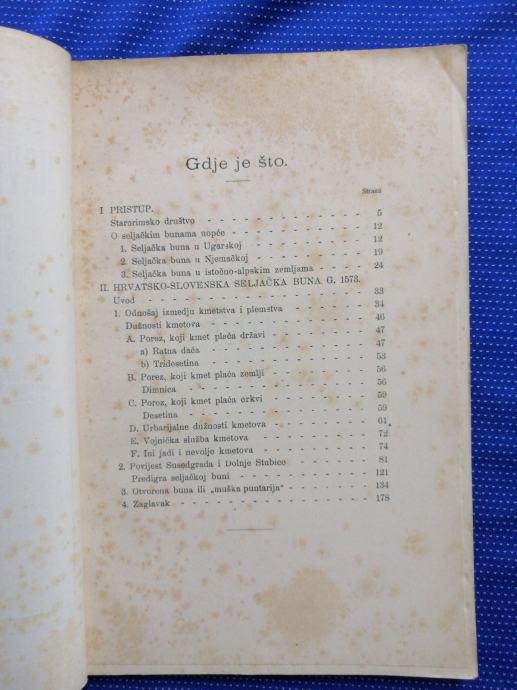 Gdje je što.
Strana
I PRISTUP.
Starorimsko društvo - - - - - - - - - - - 5
O seljačkim bunama uopće - - - - - - - - - 12
1. Seljačka buna u Ugarskoj - - - - - - - - 12
2. Seljačka buna u Njemačkoj - - - - - - - - 19
3. Seljačka buna u istočno-alpskim zemljama - - - - 24
II. HRVATSKO-SLOVENSKA SELJAČKA BUNA G. 1573.
Uvod - - - - - - - - - - - - - - 33
1. Odnošaj izmedju kmetstva i plemstva - - - - - - 34
Dužnosti kmetova - - - - - - - - - - 46
A. Porez, koji kmet plaća državi - - - - - - 47
a) Ratna daća - - - - - - - - - - 47
b) Tridesetina - - - - - - - - - - 53
B. Porez, koji kmet plaća zemlji - - - - - - 56
Dimnica - - - - - - - - - - - 56
C. Porez, koji kmet plaća crkvi - - - - - - 59
Desetina - - - - - - - - - - - 59
D. Urbarijalne dužnosti kmetova - - - - - - 61
E. Vojnička služba kmetova - - - - - - - 72
F. Ini jadi i nevolje kmetova - - - - - - - 74
2. Povijest Susedgrada i Dolnje Stubice - - - - - 81
Predigra seljačkoj buni - - - - - - - - 121
3. Otvorena buna ili „muška puntarija“ - - - - - 134
4. Zaglavak - - - - - - - - - - - - 178